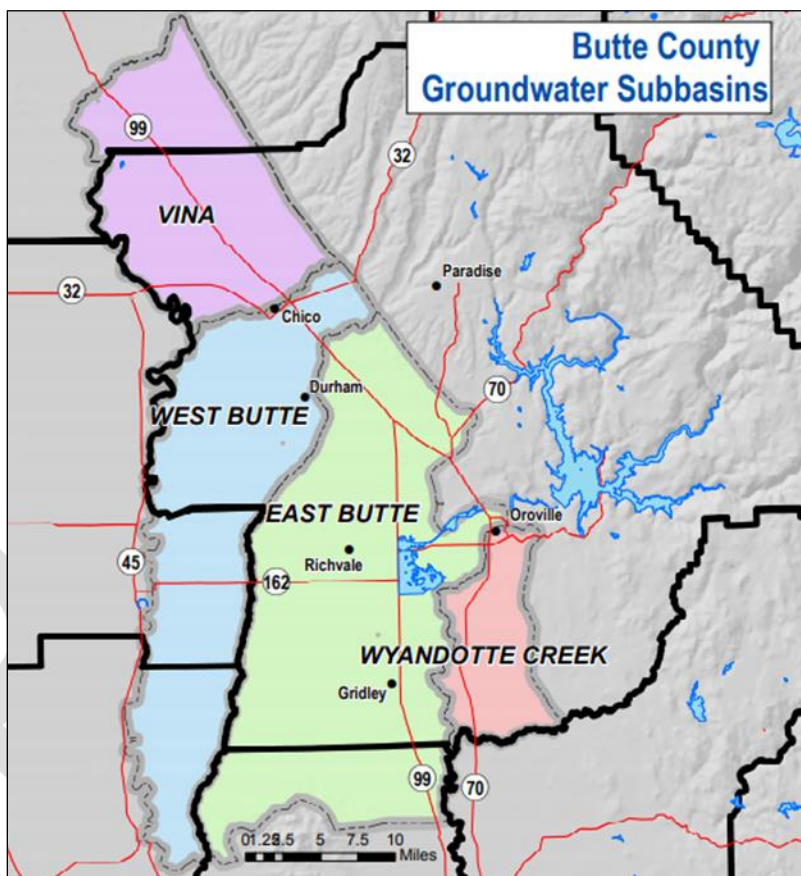 Butte County
Groundwater Subbasins
99
32
VINA
Paradise
32
Chico
Durham
70
WEST BUTTE
EAST BUTTE
Oroville
Richvale
45
162
WYANDOTTE CREEK
Gridley
99
70
5
7.5
10
Miles